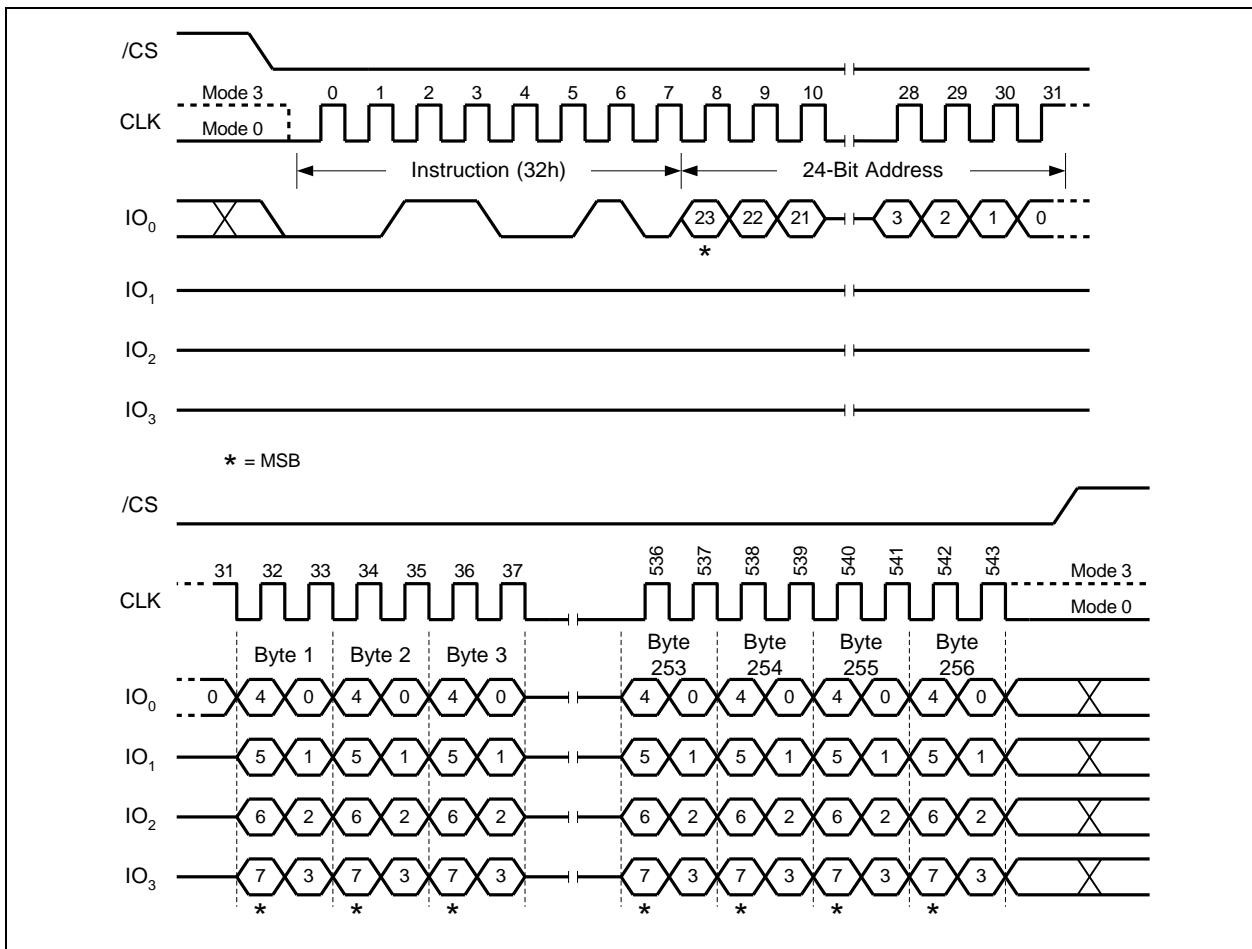 /CS
Mode 3 0 1 2 3 4 5 6 7 8 9 10 28 29 30 31
CLK
Mode 0
Instruction (32h) 24-Bit Address
IO0 23 22 21 3 2 1 0
*
IO1
IO2
IO3
* = MSB
/CS
31 32 33 34 35 36 37 536 537 538 539 540 541 542 543 Mode 3
CLK
Mode 0
Byte 1 Byte 2 Byte 3 Byte 253 Byte 254 Byte 255 Byte 256
IO0 0 4 0 4 0 4 0 4 0 4 0 4 0 4 0
IO1 5 1 5 1 5 1 5 1 5 1 5 1 5 1
IO2 6 2 6 2 6 2 6 2 6 2 6 2 6 2
IO3 7 3 7 3 7 3 7 3 7 3 7 3 7 3
* * * * * * *